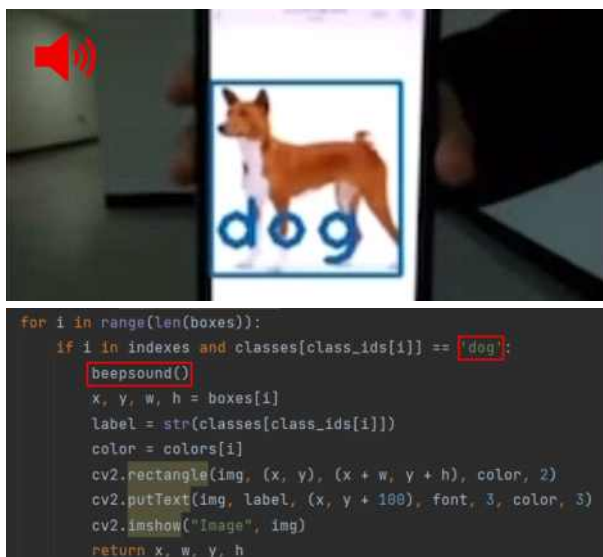 dog
for i in range(len(boxes)):
if i in indexes and classes[class_ids[i]] == 'dog':
beepsound()
x, y, w, h = boxes[i]
label = str(classes[class_ids[i]])
color = colors[i]
cv2.rectangle(img, (x, y), (x + w, y + h), color, 2)
cv2.putText(img, label, (x, y + 100), font, 3, color, 3)
cv2.imshow("Image", img)
return x, w, y, h